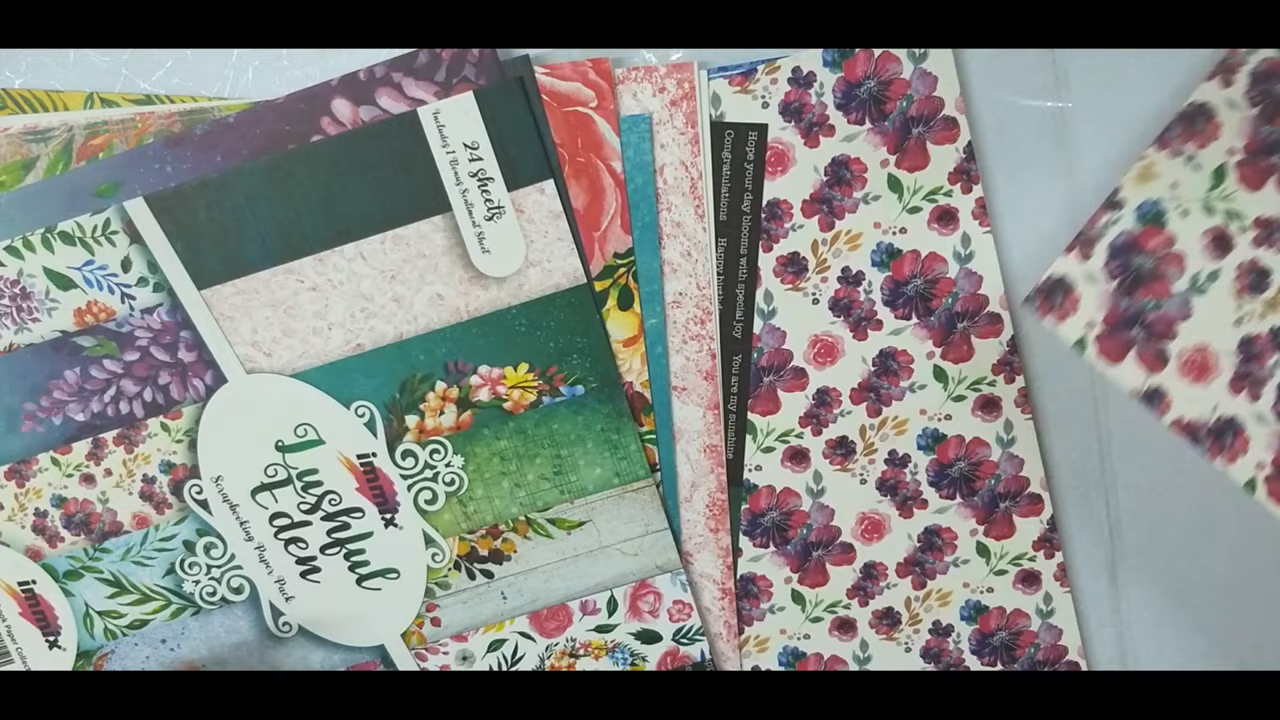 24 sheets
Includes 1 Bonus Sentiment Sheet
immix®
Lushful
Eden
Scrapbooking Paper Pack
Hope your day blooms with special joy You are my sunshine
Congratulations Happy
immix®
Paper